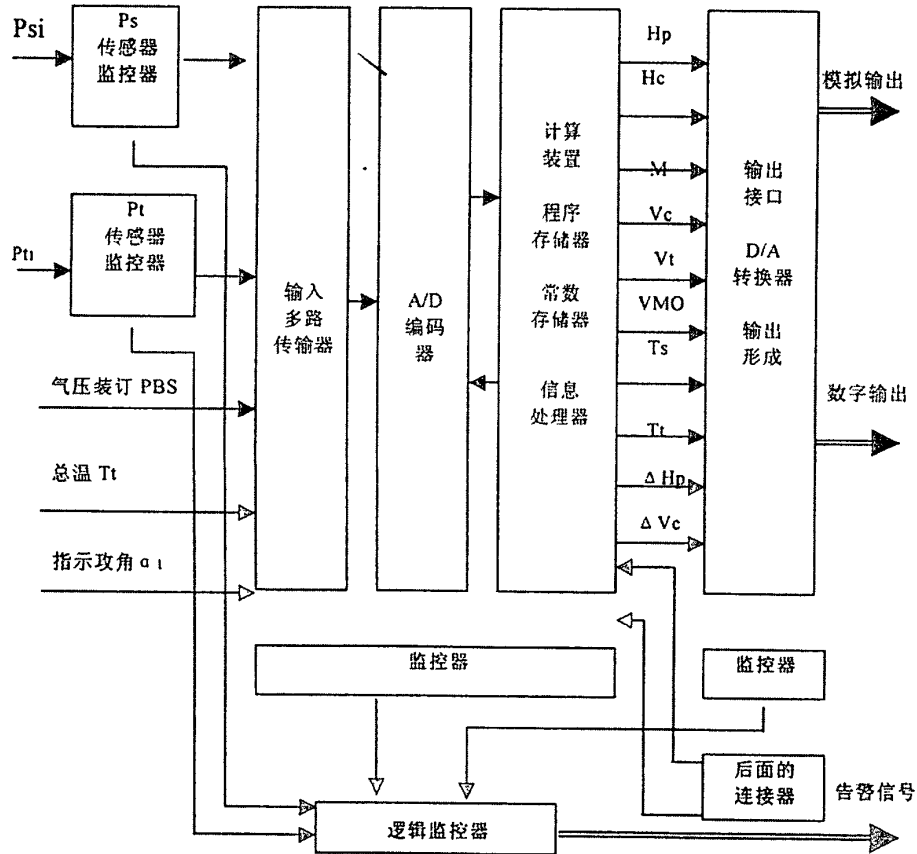 Psi
Ps
传感器
监控器
Pt1
Pt
传感器
监控器
气压装订 PBS
总温 Tt
指示攻角 α1
输入
多路
传输器
A/D
编码
器
计算
装置
程序
存储器
常数
存储器
信息
处理器
Hp
Hc
M
Vc
Vt
VMO
Ts
Tt
Δ Hp
Δ Vc
输出
接口
D/A
转换器
输出
形成
模拟输出
数字输出
监控器
监控器
后面的
连接器
告警信号
逻辑监控器